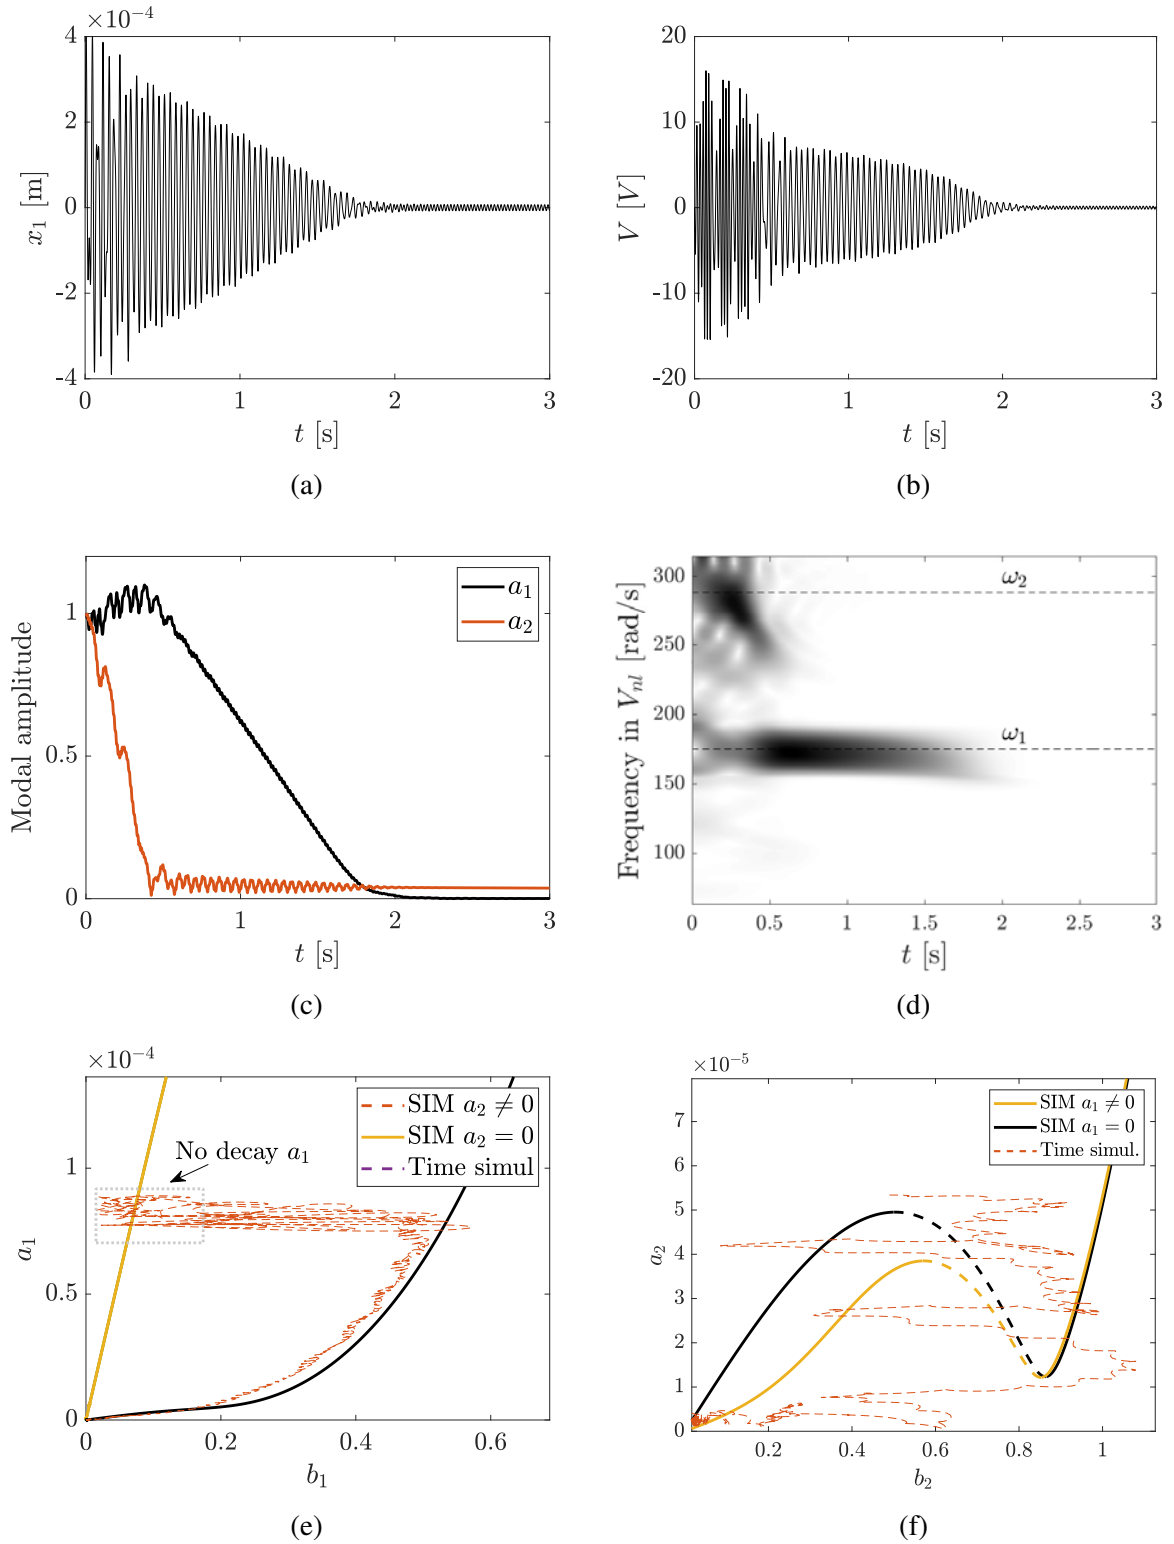 ×10⁻⁴
4
2
0
-2
-4
x₁ [m]
0 1 2 3
t [s]
(a)
20
10
0
-10
-20
V [V]
0 1 2 3
t [s]
(b)
1
0.5
0
Modal amplitude
a₁
a₂
0 1 2 3
t [s]
(c)
300
250
200
150
100
Frequency in Vₙₗ [rad/s]
ω₂
ω₁
0 0.5 1 1.5 2 2.5 3
t [s]
(d)
×10⁻⁴
1
0.5
0
a₁
SIM a₂ ≠ 0
SIM a₂ = 0
Time simul
No decay a₁
0 0.2 0.4 0.6
b₁
(e)
×10⁻⁵
7
6
5
4
3
2
1
0
a₂
SIM a₁ ≠ 0
SIM a₁ = 0
Time simul.
0.2 0.4 0.6 0.8 1
b₂
(f)